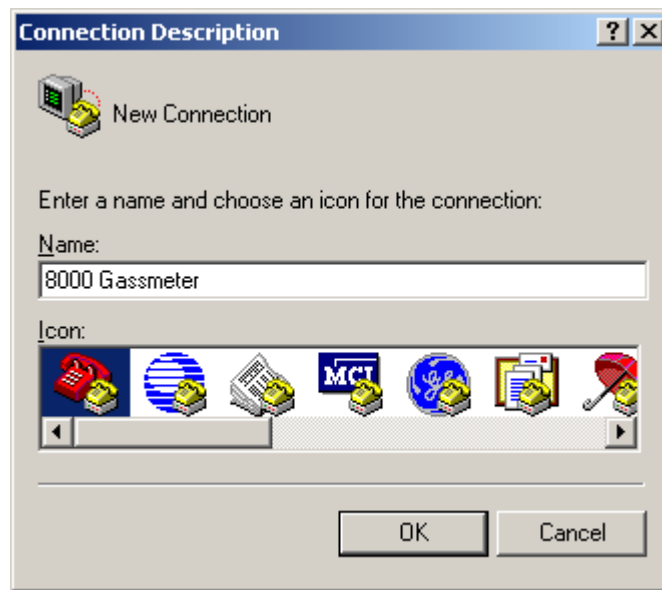 Connection Description
New Connection
Enter a name and choose an icon for the connection:
Name:
8000 Gassmeter
Icon:
MCI
OK Cancel